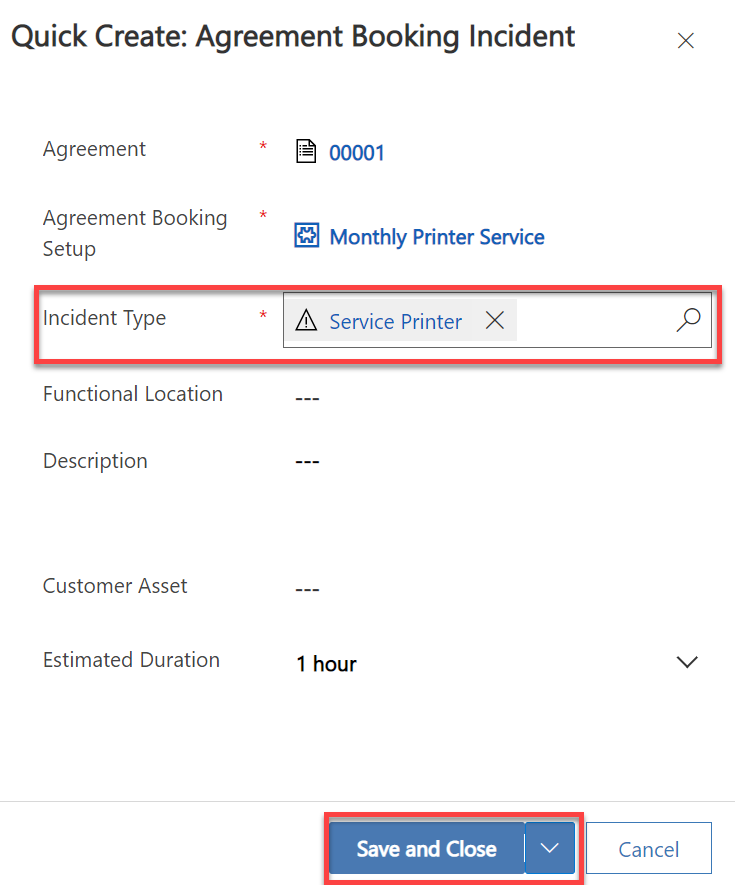 Quick Create: Agreement Booking Incident
Agreement * 00001
Agreement Booking
Setup * Monthly Printer Service
Incident Type * Service Printer
Functional Location ---
Description ---
Customer Asset ---
Estimated Duration 1 hour
Save and Close Cancel